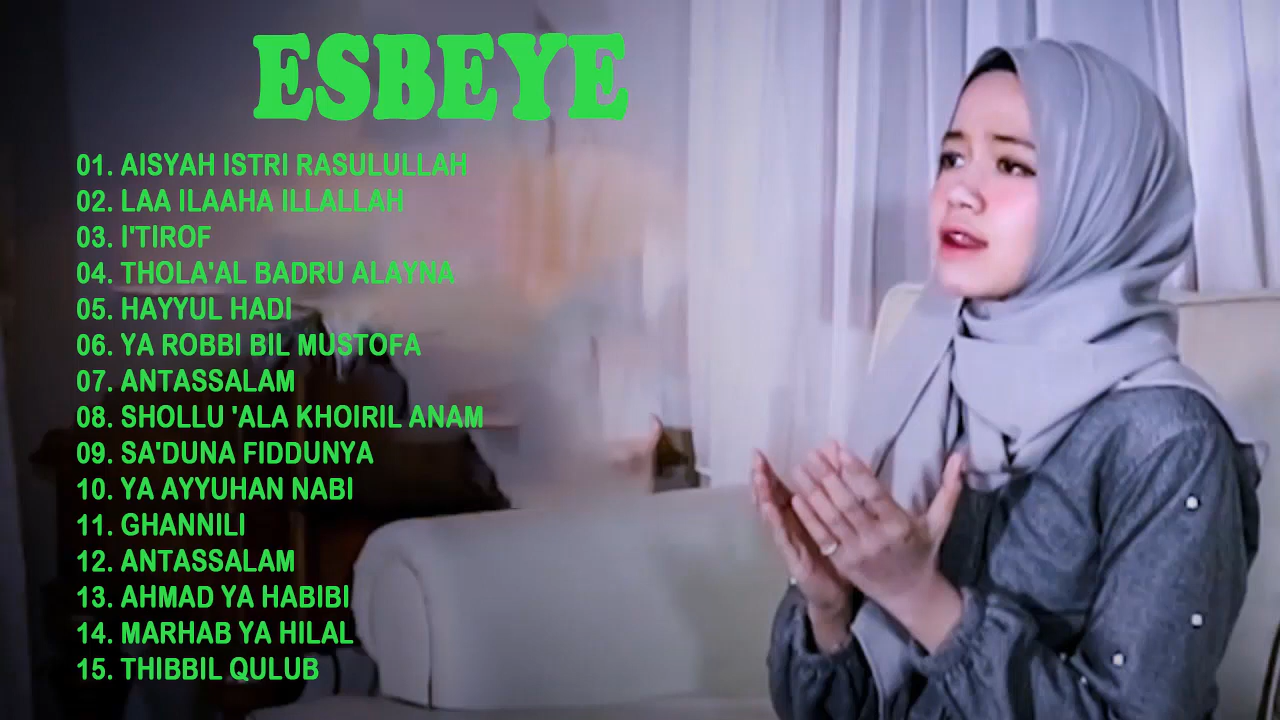 ESBEYE
01. AISYAH ISTRI RASULULLAH
02. LAA ILAAHA ILLALLAH
03. I'TIROF
04. THOLA'AL BADRU ALAYNA
05. HAYYUL HADI
06. YA ROBBI BIL MUSTOFA
07. ANTASSALAM
08. SHOLLU 'ALA KHOIRIL ANAM
09. SA'DUNA FIDDUNYA
10. YA AYYUHAN NABI
11. GHANNILI
12. ANTASSALAM
13. AHMAD YA HABIBI
14. MARHAB YA HILAL
15. THIBBIL QULUB